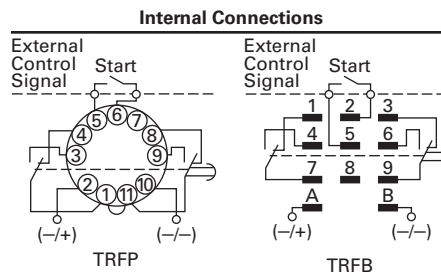 Internal Connections
External
Control
Signal
Start
5 6 7
4 8
3 9
2 10
1 11
(–/+) (–/–)
TRFP
External
Control
Signal
Start
1 2 3
4 5 6
7 8 9
A B
(–/+) (–/–)
TRFB